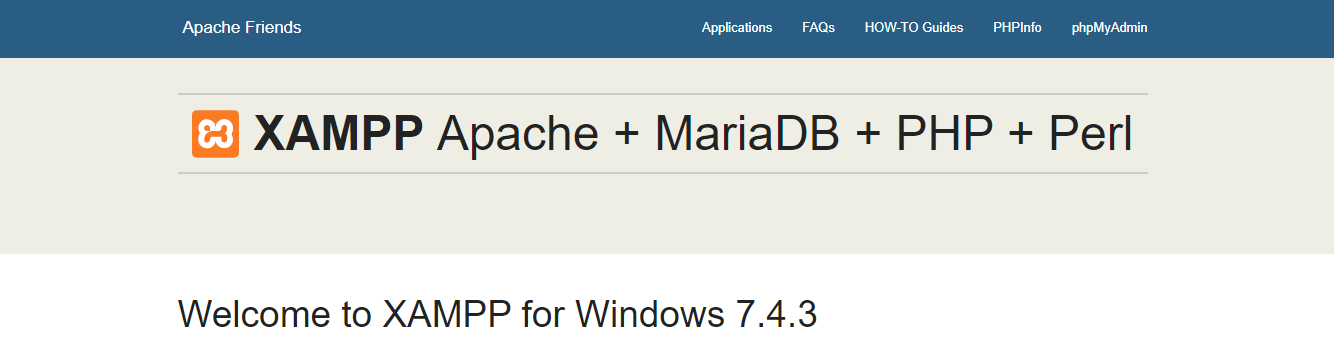 Apache Friends Applications FAQs HOW-TO Guides PHPInfo phpMyAdmin
XAMPP Apache + MariaDB + PHP + Perl
Welcome to XAMPP for Windows 7.4.3